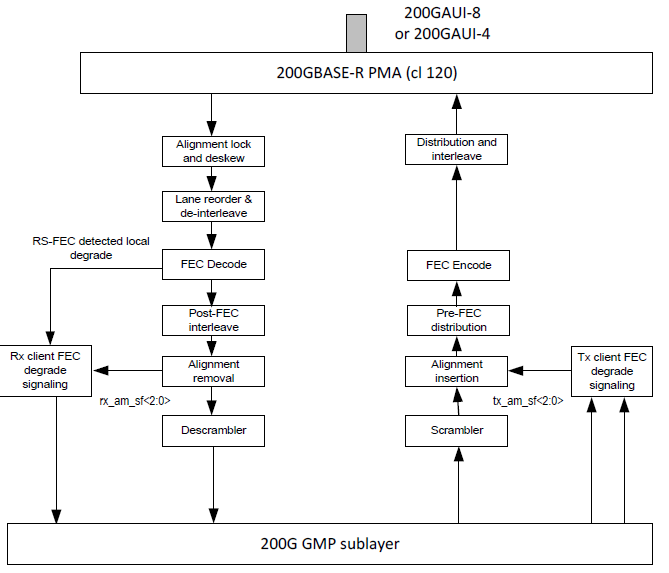 200GAUI-8
or 200GAUI-4
200GBASE-R PMA (cl 120)
Alignment lock
and deskew
Distribution and
interleave
Lane reorder &
de-interleave
RS-FEC detected local
degrade
FEC Decode
FEC Encode
Post-FEC
interleave
Pre-FEC
distribution
Rx client FEC
degrade
signaling
Alignment
removal
Alignment
insertion
Tx client FEC
degrade
signaling
rx_am_sf<2:0>
tx_am_sf<2:0>
Descrambler
Scrambler
200G GMP sublayer